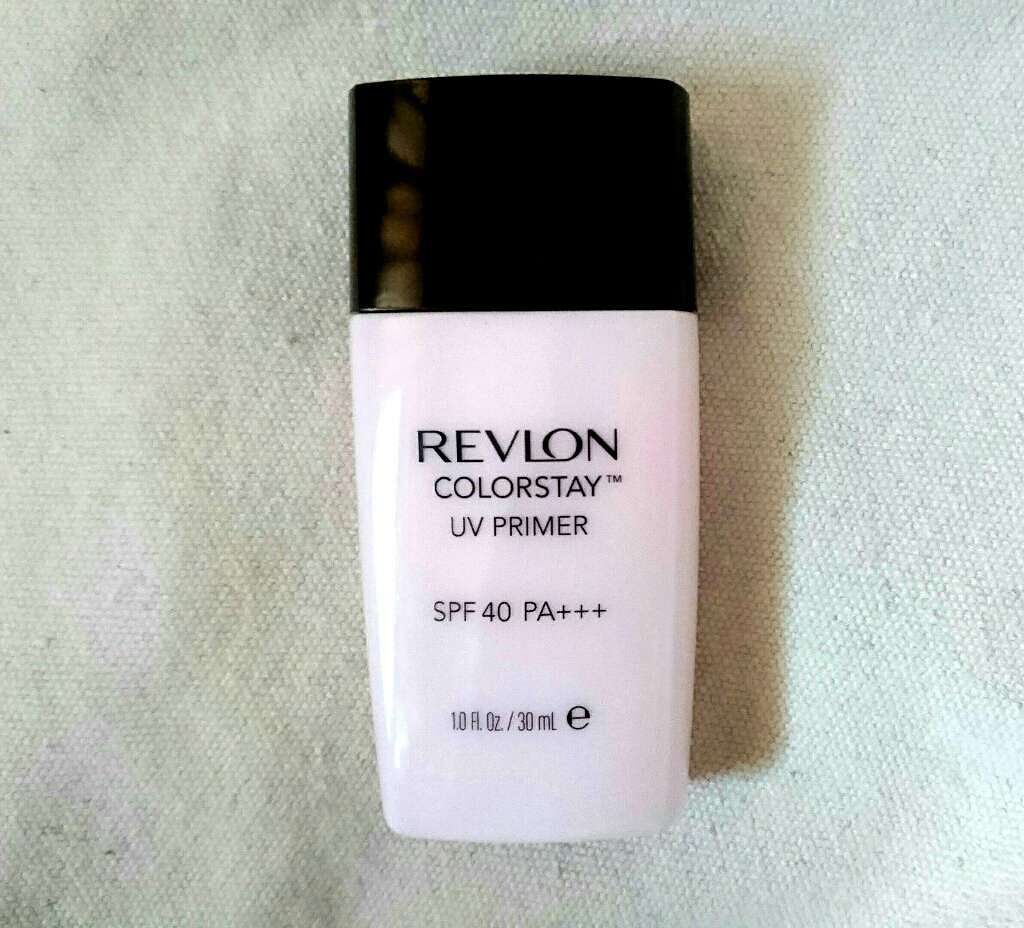 REVLON
COLORSTAY™
UV PRIMER
SPF 40 PA+++
1.0 Fl. Oz. / 30 mL ℮